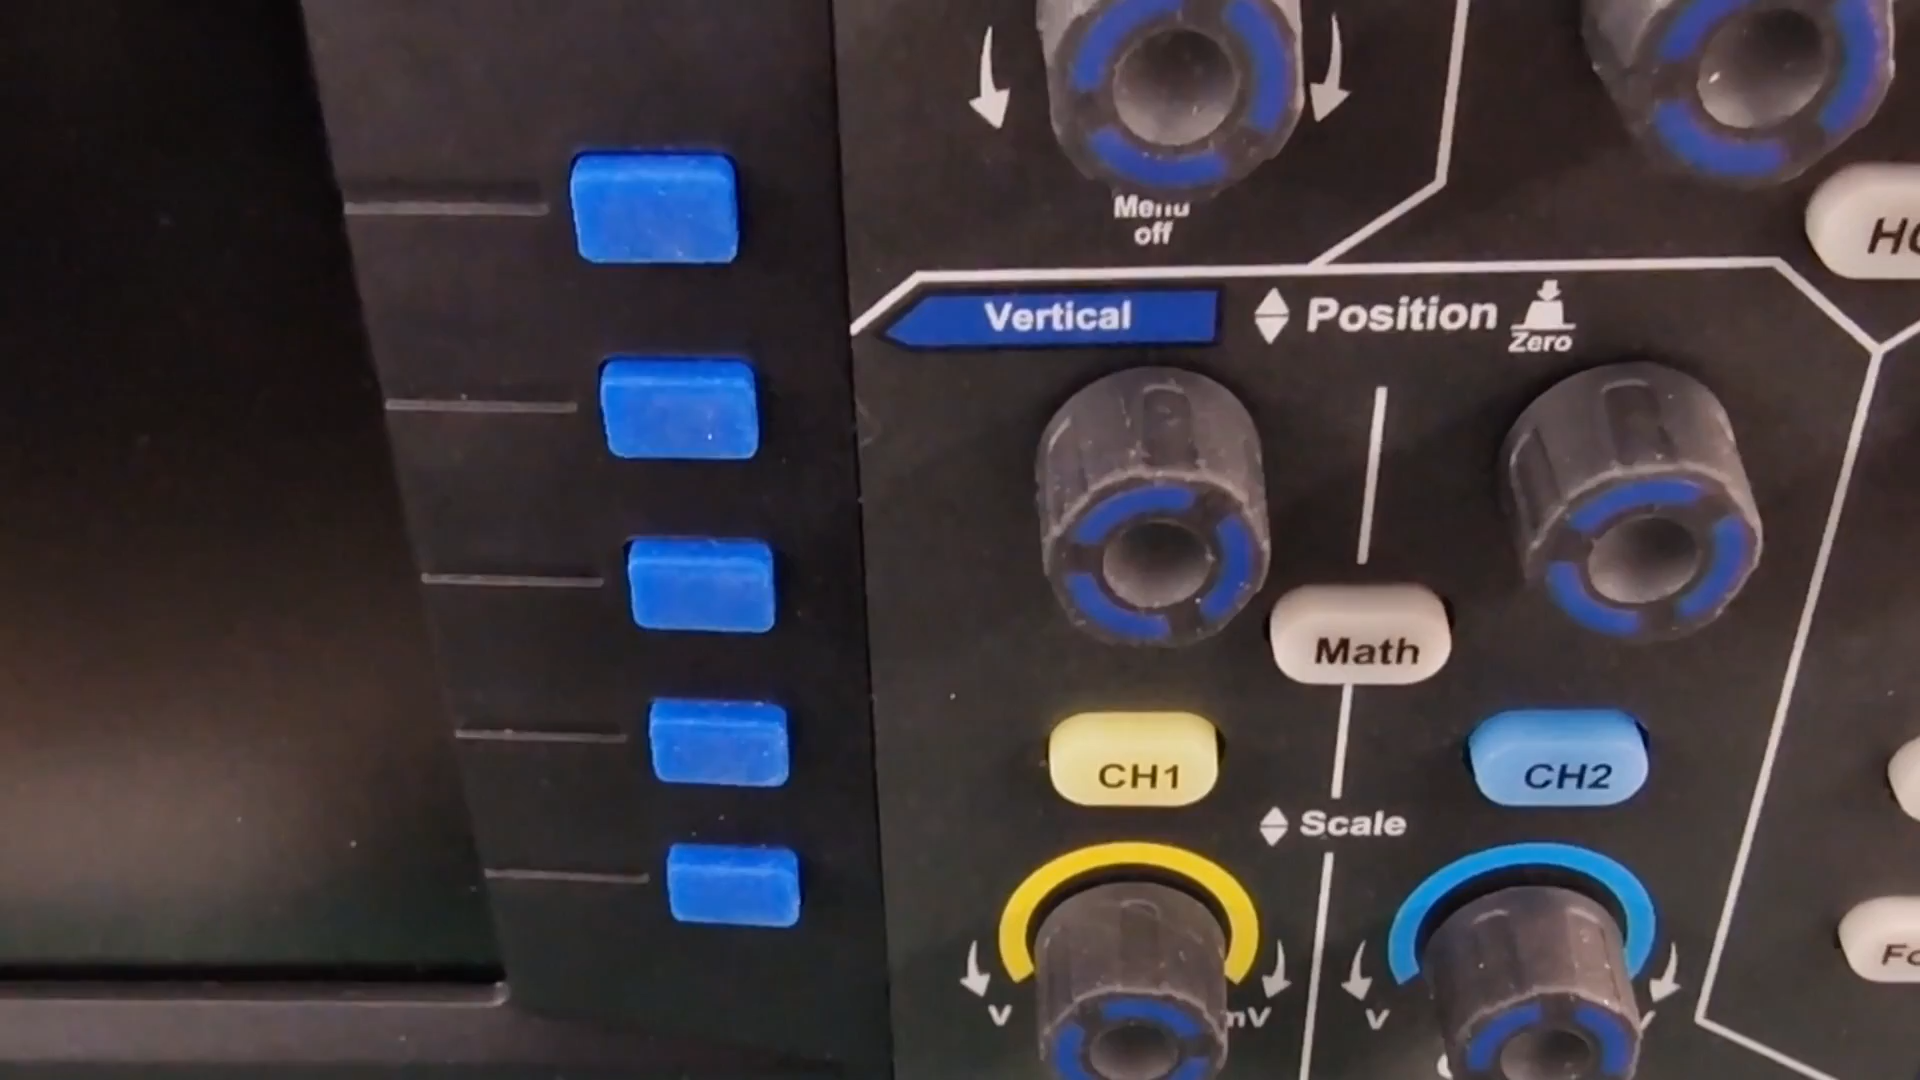 Menu
off
Vertical
Position
Zero
Math
CH1
CH2
Scale
V
mV
V